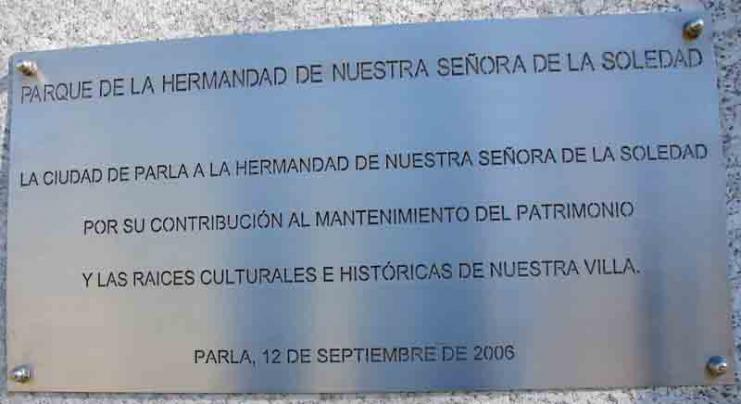 PARQUE DE LA HERMANDAD DE NUESTRA SEÑORA DE LA SOLEDAD
LA CIUDAD DE PARLA A LA HERMANDAD DE NUESTRA SEÑORA DE LA SOLEDAD
POR SU CONTRIBUCIÓN AL MANTENIMIENTO DEL PATRIMONIO
Y LAS RAICES CULTURALES E HISTÓRICAS DE NUESTRA VILLA.
PARLA, 12 DE SEPTIEMBRE DE 2006